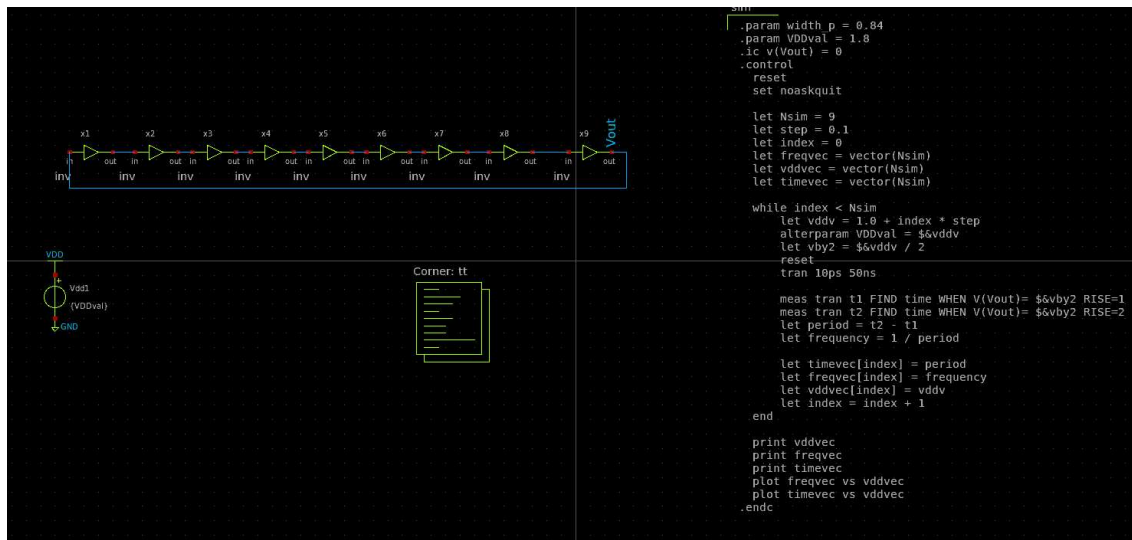 sim
.param width_p = 0.84
.param VDDval = 1.8
.ic v(Vout) = 0
.control
reset
set noaskquit
let Nsim = 9
let step = 0.1
let index = 0
let freqvec = vector(Nsim)
let vddvec = vector(Nsim)
let timevec = vector(Nsim)
while index < Nsim
let vddv = 1.0 + index * step
alterparam VDDval = $&vddv
let vby2 = $&vddv / 2
reset
tran 10ps 50ns
meas tran t1 FIND time WHEN V(Vout)= $&vby2 RISE=1
meas tran t2 FIND time WHEN V(Vout)= $&vby2 RISE=2
let period = t2 - t1
let frequency = 1 / period
let timevec[index] = period
let freqvec[index] = frequency
let vddvec[index] = vddv
let index = index + 1
end
print vddvec
print freqvec
print timevec
plot freqvec vs vddvec
plot timevec vs vddvec
.endc
x1 x2 x3 x4 x5 x6 x7 x8 x9 Vout
in out in out in out in out in out in out in out in out in out
inv inv inv inv inv inv inv inv inv
VDD
+
Vdd1
{VDDval}
GND
Corner: tt